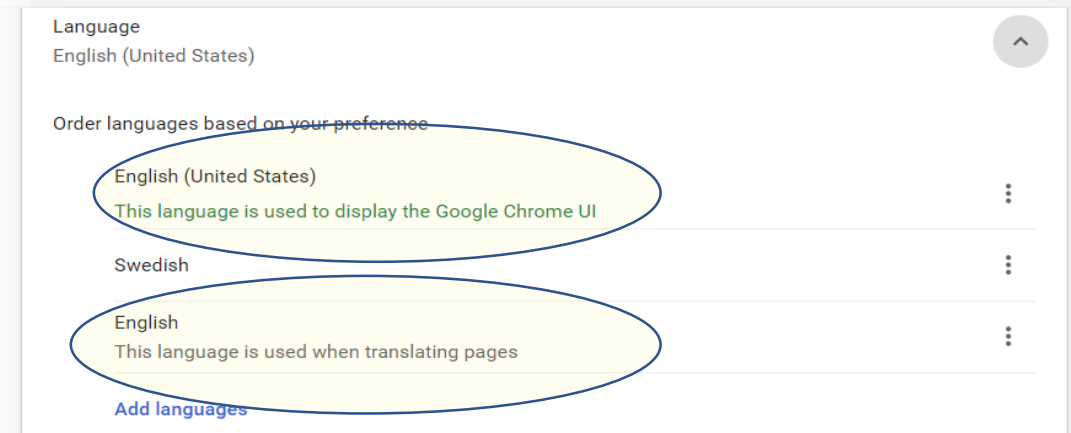 Language
English (United States)
Order languages based on your preference
English (United States)
This language is used to display the Google Chrome UI
Swedish
English
This language is used when translating pages
Add languages